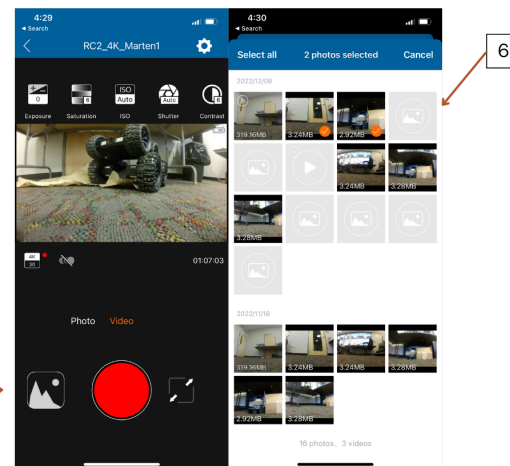 4:29
Search
RC2_4K_Marten1
0
6
ISO
Auto
Auto
6
Exposure
Saturation
ISO
Shutter
Contrast
4K
30
01:07:03
Photo
Video
4:30
Search
Select all
2 photos selected
Cancel
6
2022/12/08
319.16MB
3.24MB
2.92MB
3.24MB
3.28MB
3.28MB
2022/11/16
319.16MB
3.24MB
3.24MB
3.28MB
2.92MB
3.28MB
16 photos、3 videos